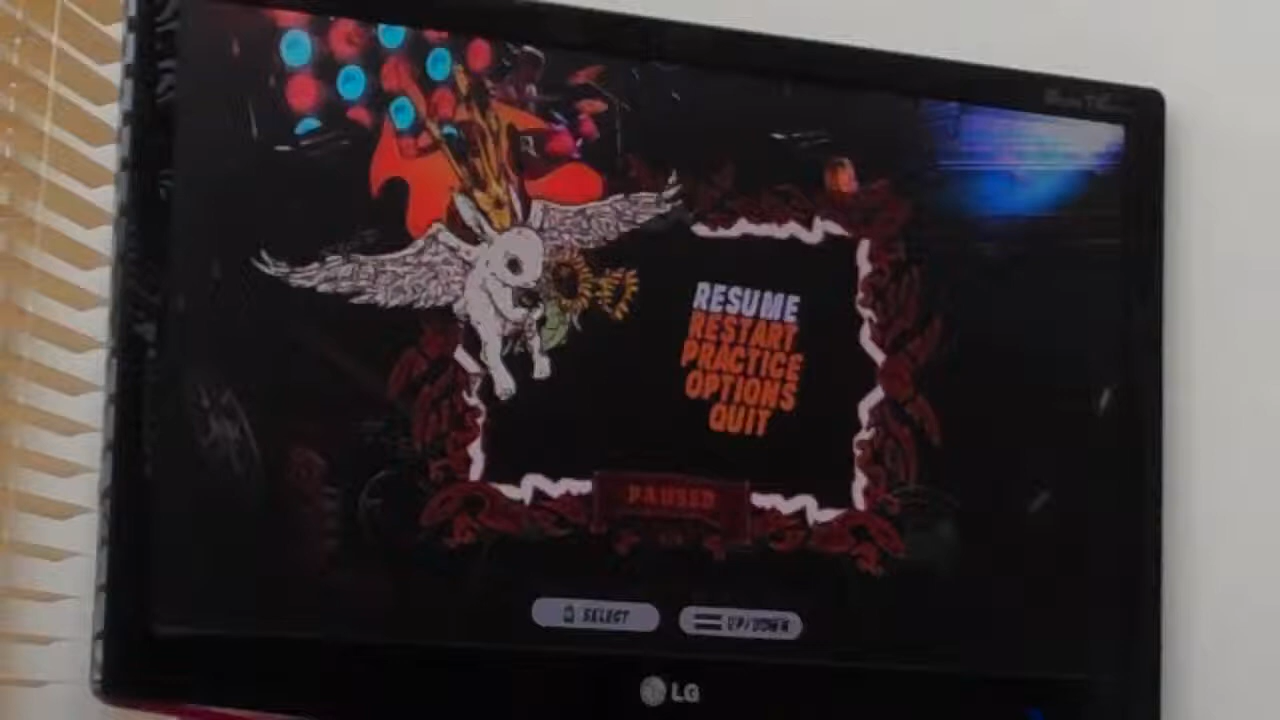 RESUME
RESTART
PRACTICE
OPTIONS
QUIT
PAUSED
SELECT
UP/DOWN
LG